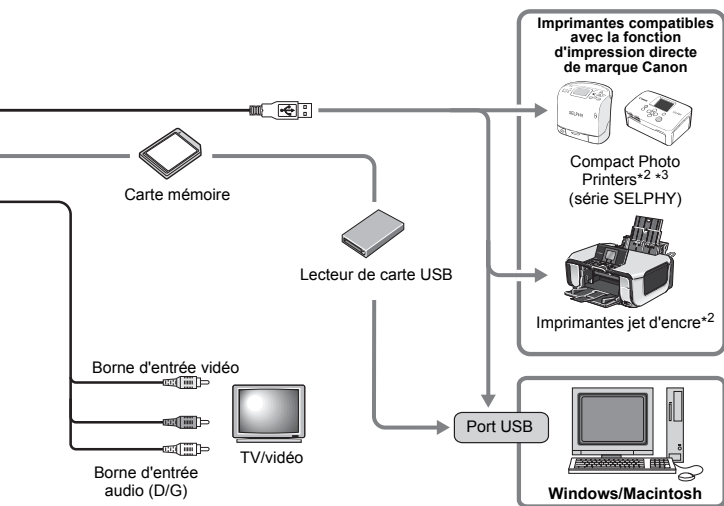 Imprimantes compatibles
avec la fonction
d'impression directe
de marque Canon
SELPHY
Compact Photo
Printers*2 *3
(série SELPHY)
Carte mémoire
Lecteur de carte USB
Imprimantes jet d'encre*2
Borne d'entrée vidéo
TV/vidéo
Borne d'entrée
audio (D/G)
Port USB
Windows/Macintosh